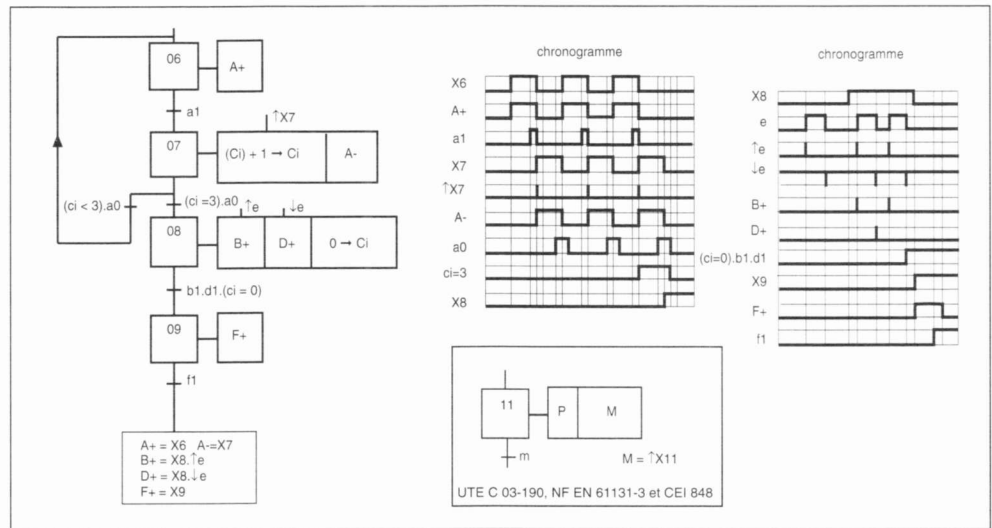 06
A+
a1
↑X7
07
(Ci) + 1 → Ci
A-
(ci < 3).a0
(ci =3).a0
↑e
↓e
08
B+
D+
0 → Ci
b1.d1.(ci = 0)
09
F+
f1
A+ = X6 A-=X7
B+ = X8.↑e
D+ = X8.↓e
F+ = X9
chronogramme
X6
A+
a1
X7
↑X7
A-
a0
ci=3
X8
chronogramme
X8
e
↑e
↓e
B+
D+
(ci=0).b1.d1
X9
F+
f1
11
P
M
m
M = ↑X11
UTE C 03-190, NF EN 61131-3 et CEI 848